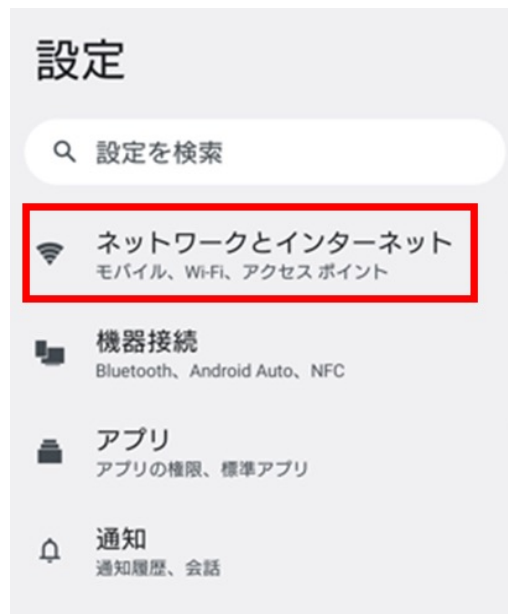 設定
設定を検索
ネットワークとインターネット
モバイル、Wi-Fi、アクセス ポイント
機器接続
Bluetooth、Android Auto、NFC
アプリ
アプリの権限、標準アプリ
通知
通知履歴、会話